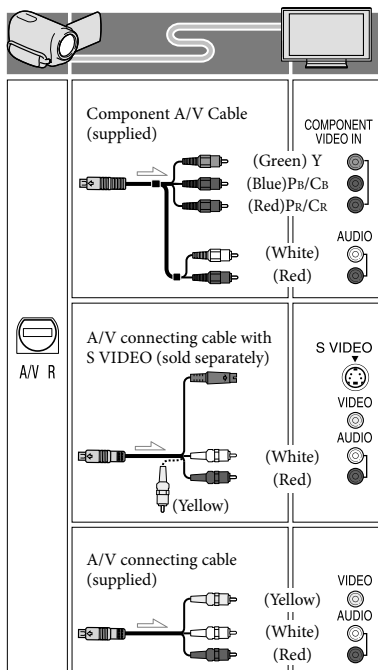 Component A/V Cable
(supplied)
COMPONENT
VIDEO IN
(Green) Y
(Blue)PB/CB
(Red)PR/CR
AUDIO
(White)
(Red)
A/V R
A/V connecting cable with
S VIDEO (sold separately)
S VIDEO
VIDEO
AUDIO
(White)
(Red)
(Yellow)
A/V connecting cable
(supplied)
VIDEO
(Yellow)
AUDIO
(White)
(Red)